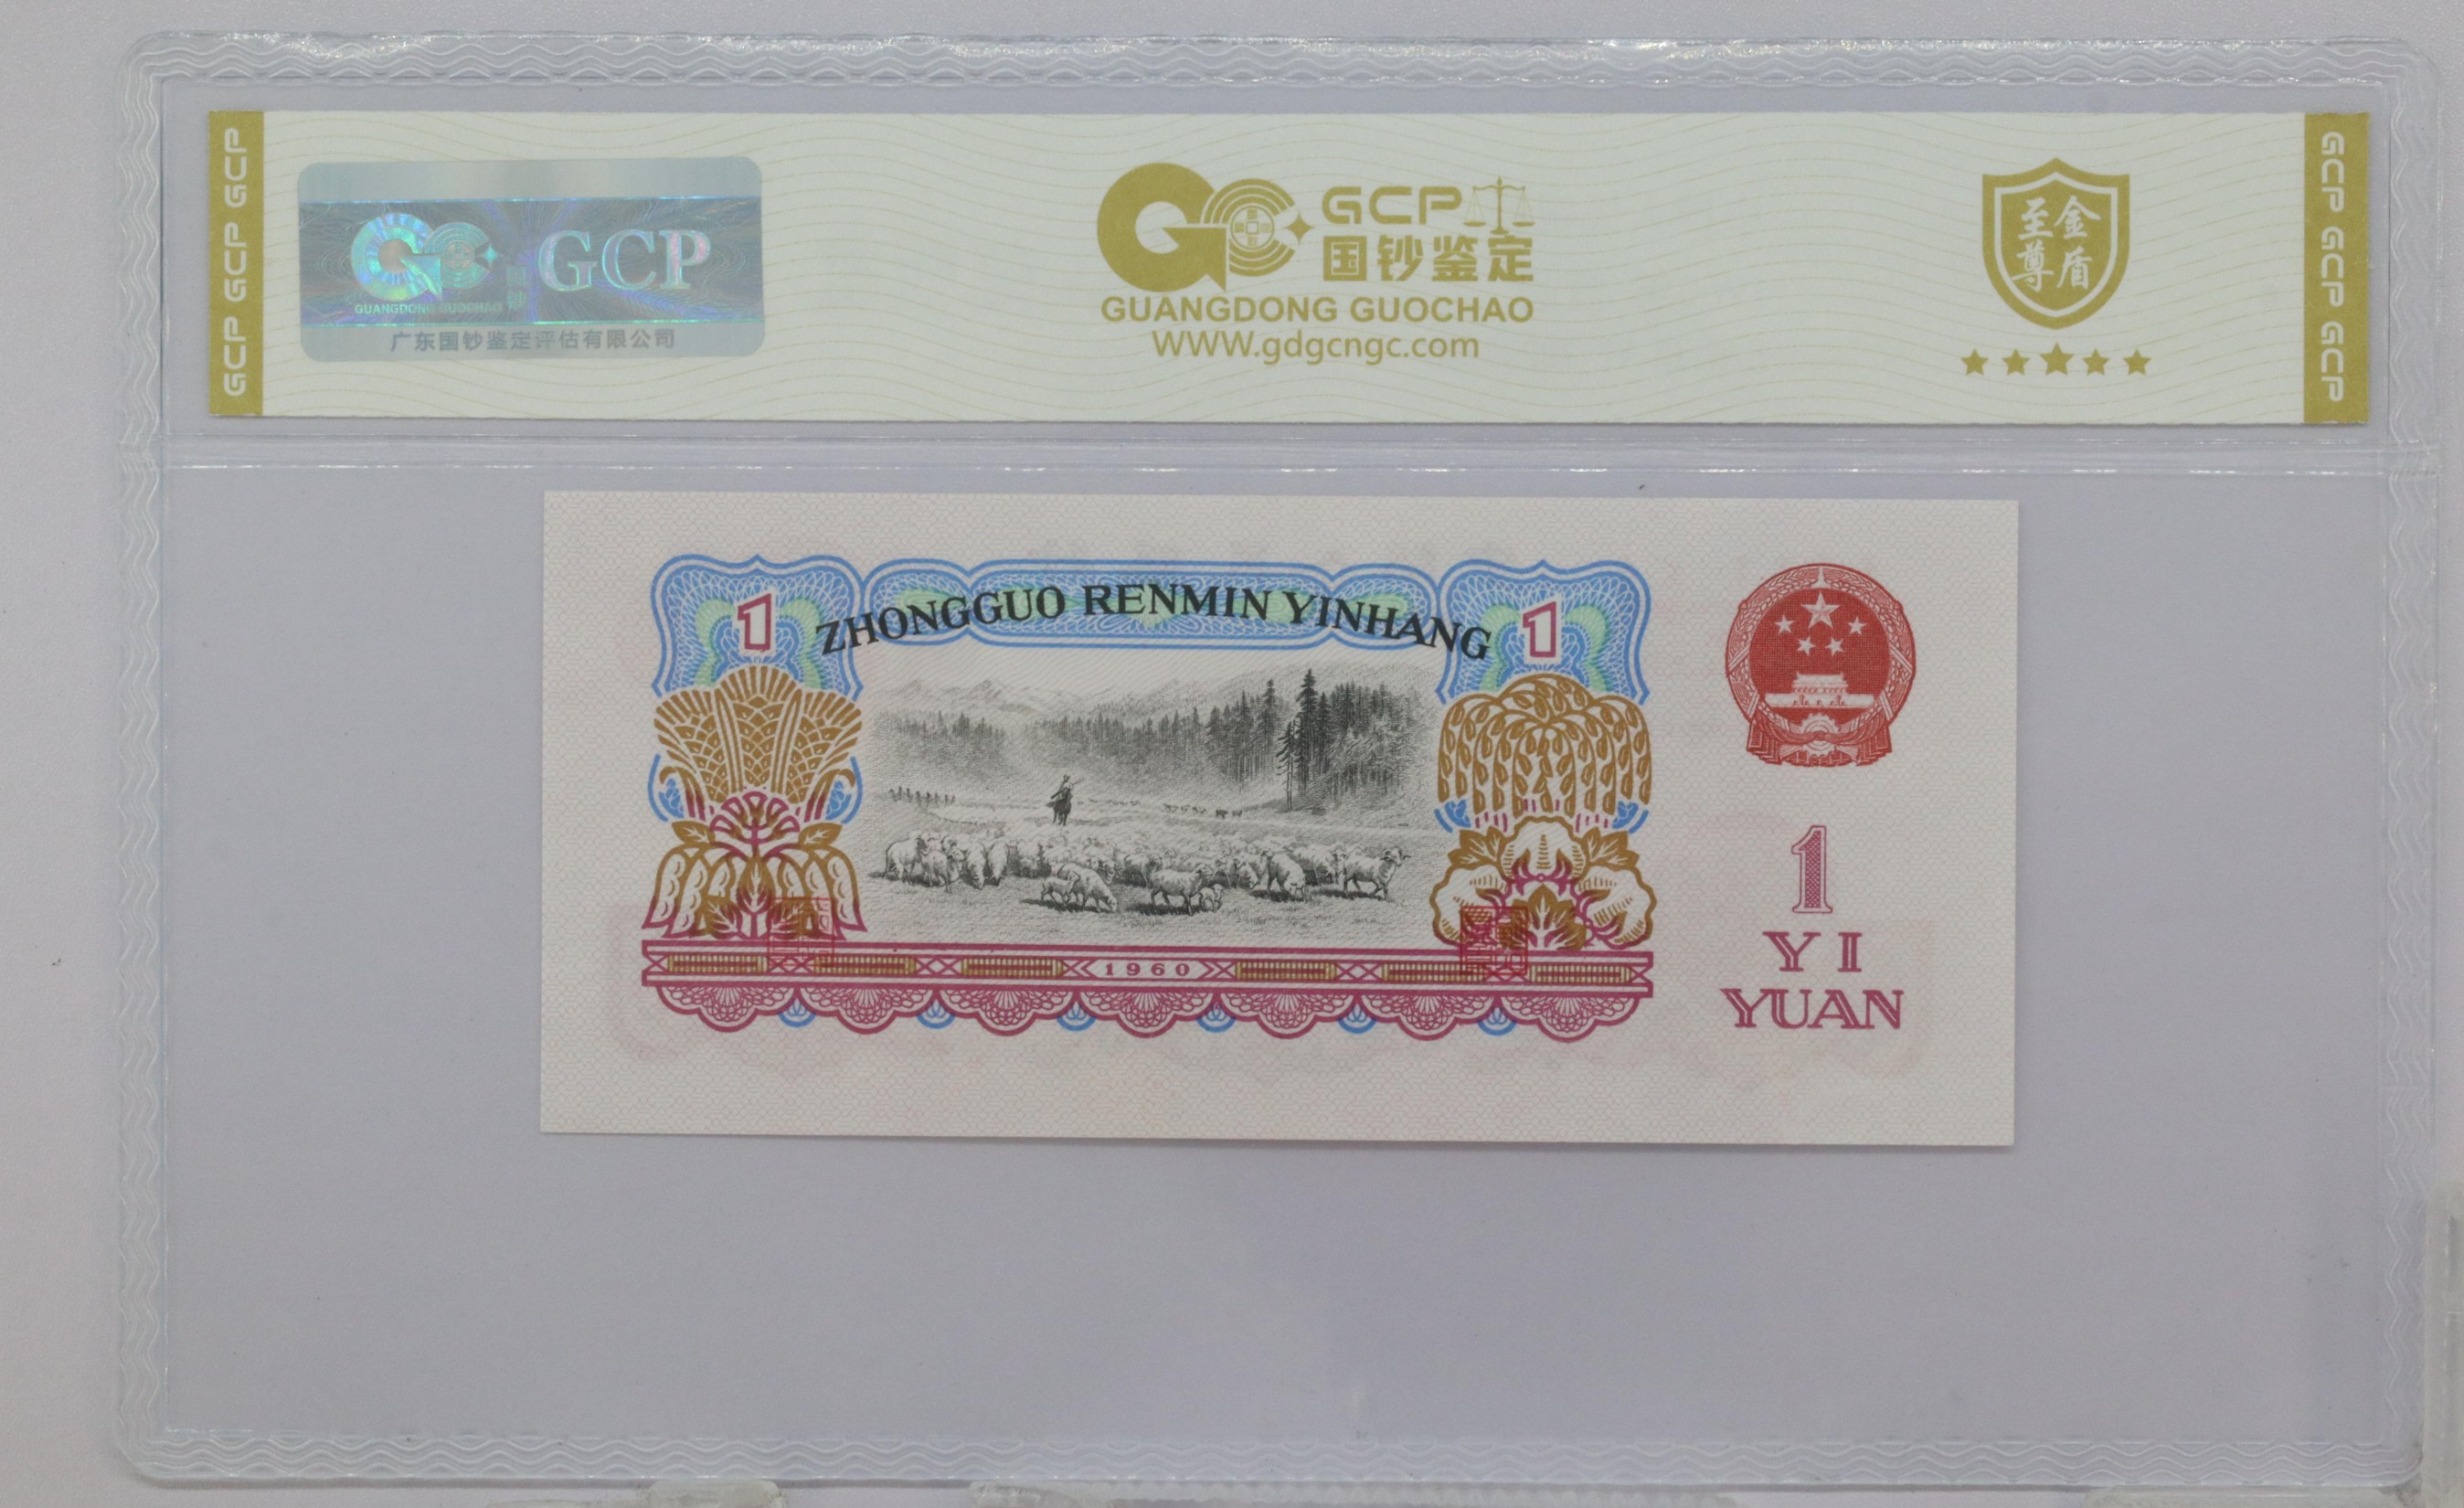 GCP GCP GCP
GCP
GUANGDONG GUOCHAO
广东国钞鉴定评估有限公司
GCP
国钞鉴定
GUANGDONG GUOCHAO
WWW.gdgcngc.com
至尊
金盾
GCP GCP GCP
1
ZHONGGUO RENMIN YINHANG
1
1
YI
YUAN
1960